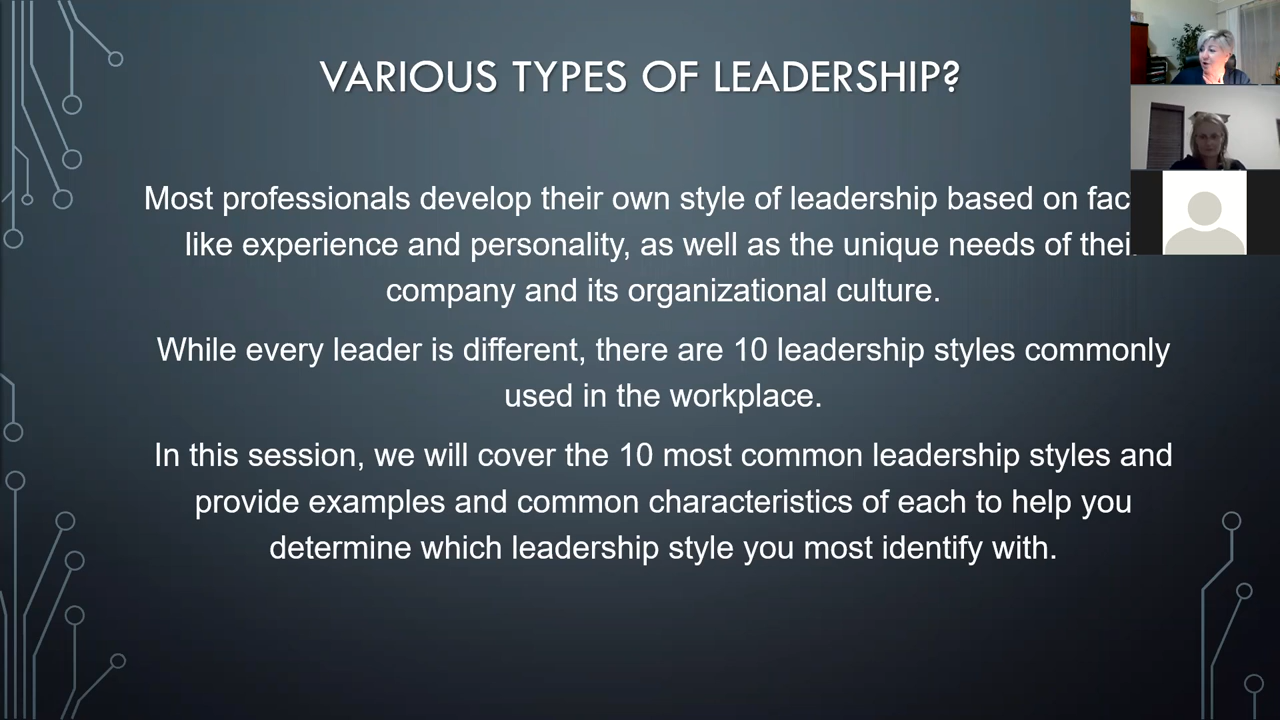 VARIOUS TYPES OF LEADERSHIP?
Most professionals develop their own style of leadership based on
like experience and personality, as well as the unique needs of their
company and its organizational culture.
While every leader is different, there are 10 leadership styles commonly
used in the workplace.
In this session, we will cover the 10 most common leadership styles and
provide examples and common characteristics of each to help you
determine which leadership style you most identify with.